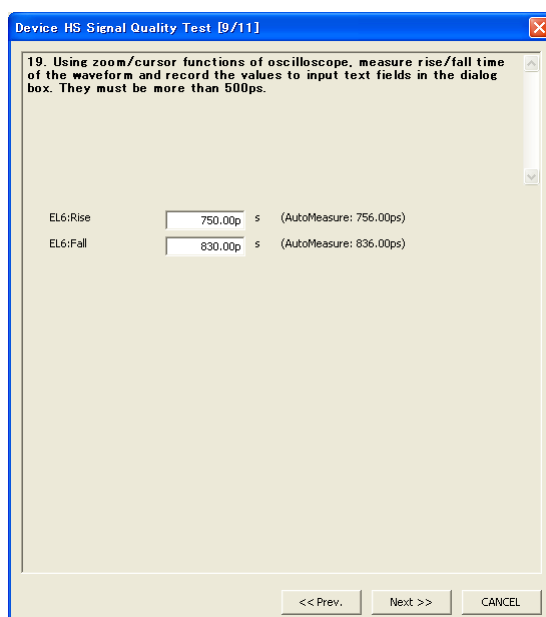 Device HS Signal Quality Test [9/11]
19. Using zoom/cursor functions of oscilloscope, measure rise/fall time
of the waveform and record the values to input text fields in the dialog
box. They must be more than 500ps.
EL6:Rise 750.00p s (AutoMeasure: 756.00ps)
EL6:Fall 830.00p s (AutoMeasure: 836.00ps)
<< Prev. Next >> CANCEL